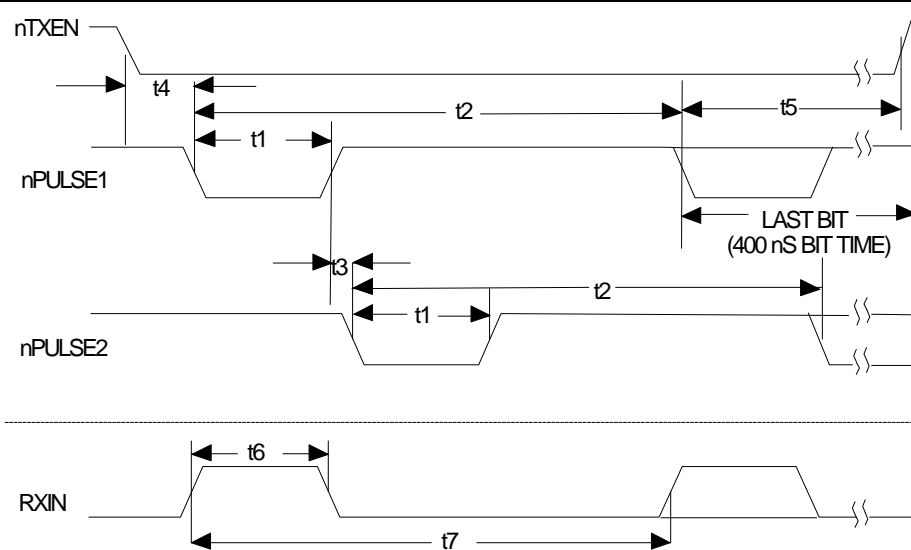 nTXEN
t4
t2
t5
t1
nPULSE1
LAST BIT
(400 nS BIT TIME)
t3
t2
t1
nPULSE2
t6
RXIN
t7